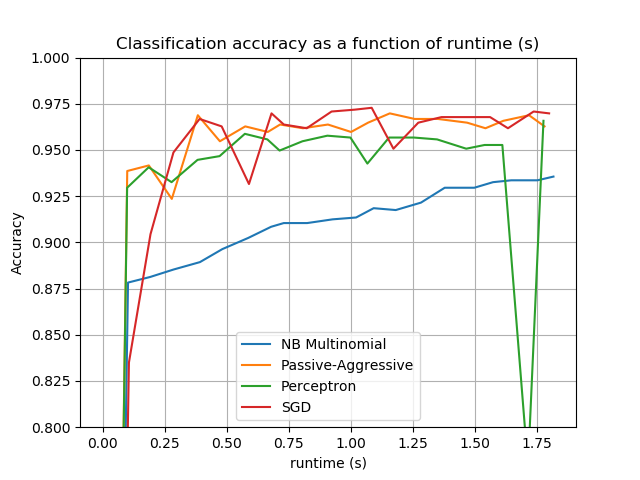 Classification accuracy as a function of runtime (s)
1.000
0.975
0.950
0.925
0.900
0.875
0.850
0.825
0.800
Accuracy
NB Multinomial
Passive-Aggressive
Perceptron
SGD
0.00 0.25 0.50 0.75 1.00 1.25 1.50 1.75
runtime (s)